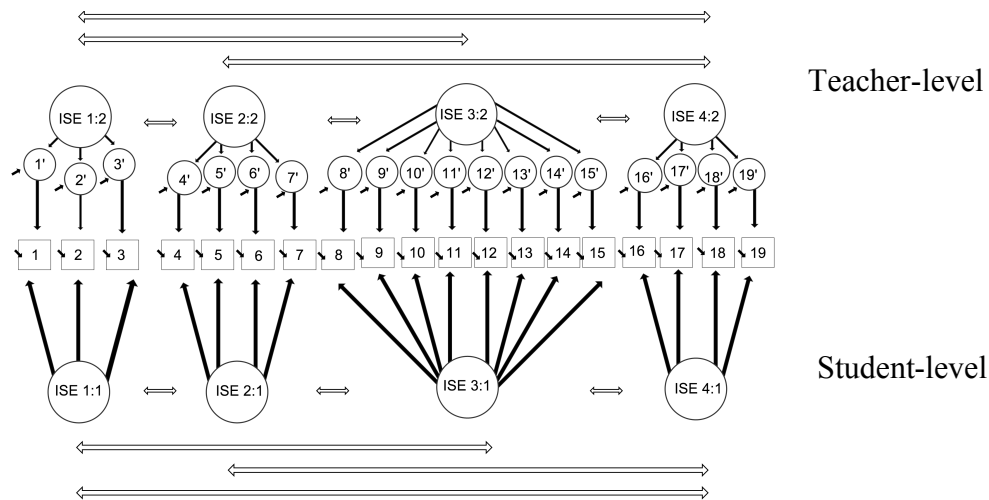 Teacher-level
ISE 1:2 ISE 2:2 ISE 3:2 ISE 4:2
1' 2' 3' 4' 5' 6' 7' 8' 9' 10' 11' 12' 13' 14' 15' 16' 17' 18' 19'
1 2 3 4 5 6 7 8 9 10 11 12 13 14 15 16 17 18 19
Student-level
ISE 1:1 ISE 2:1 ISE 3:1 ISE 4:1